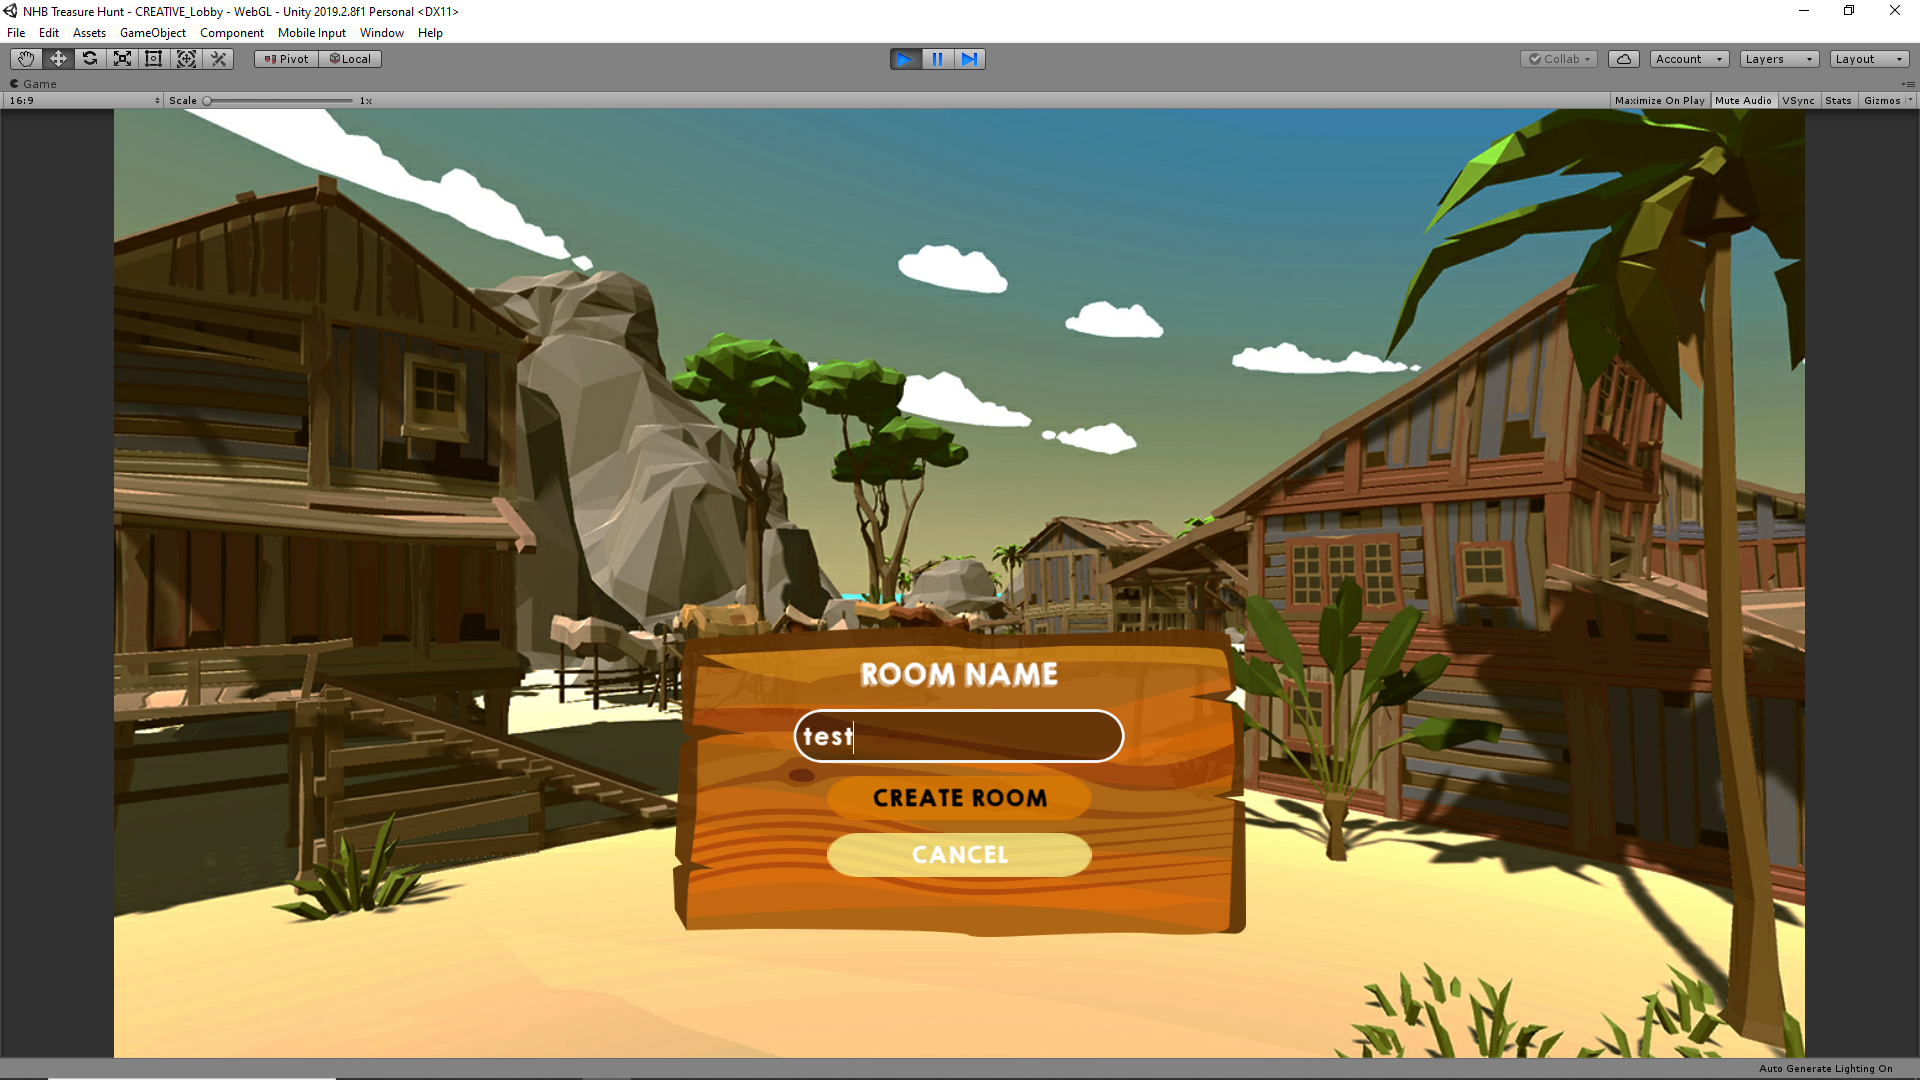 NHB Treasure Hunt - CREATIVE_Lobby - WebGL - Unity 2019.2.8f1 Personal <DX11>
File Edit Assets GameObject Component Mobile Input Window Help
Pivot Local Collab Account Layers Layout
Game
16:9 Scale 1x Maximize On Play Mute Audio VSync Stats Gizmos
ROOM NAME
test
CREATE ROOM
CANCEL
Auto Generate Lighting On